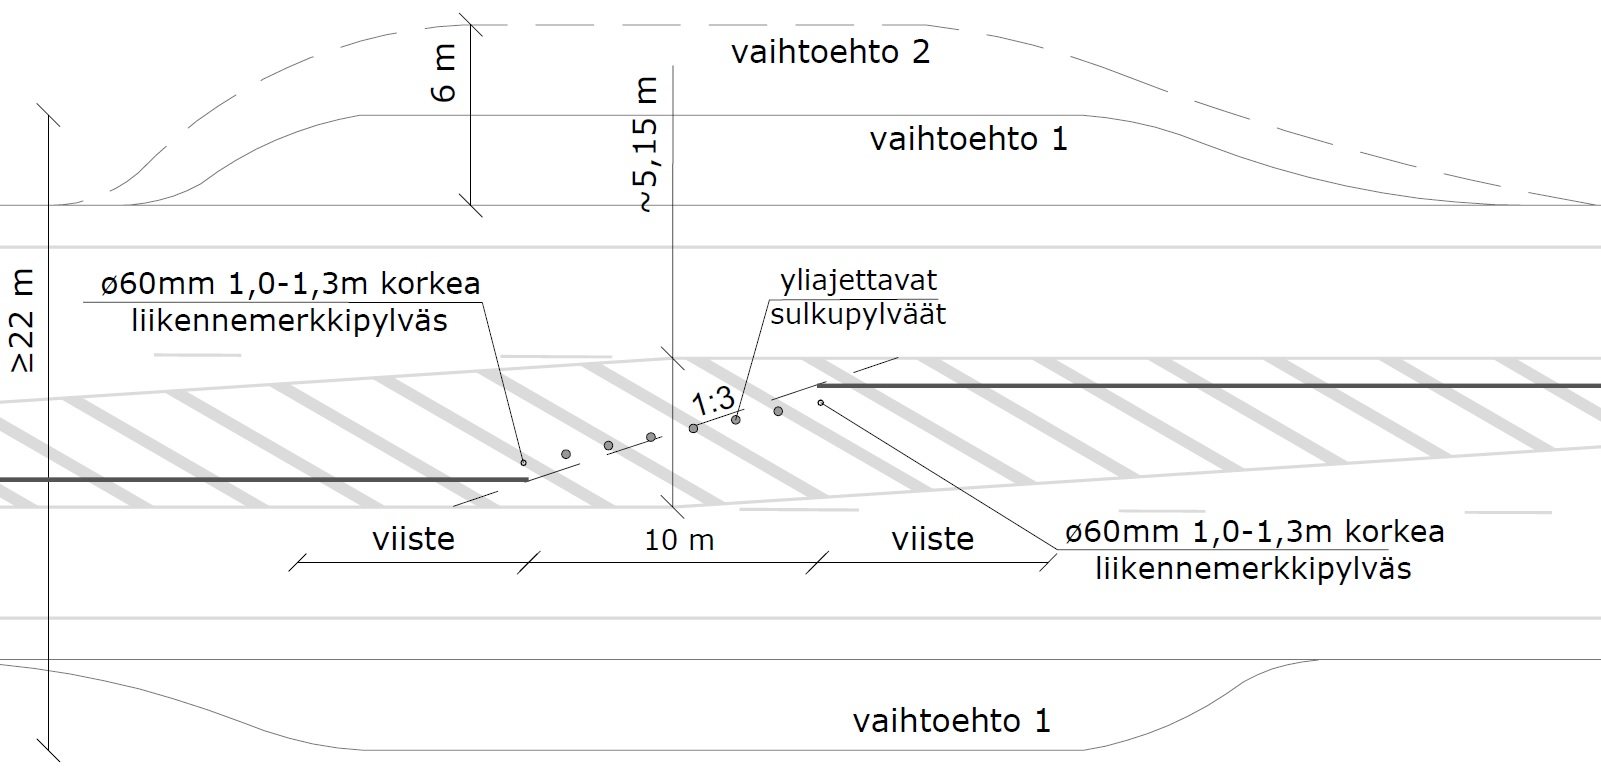 vaihtoehto 2
6 m
~5,15 m
vaihtoehto 1
≥22 m
ø60mm 1,0-1,3m korkea
liikennemerkkipylväs
yliajettavat
sulkupylväät
1:3
viiste
10 m
viiste
ø60mm 1,0-1,3m korkea
liikennemerkkipylväs
vaihtoehto 1